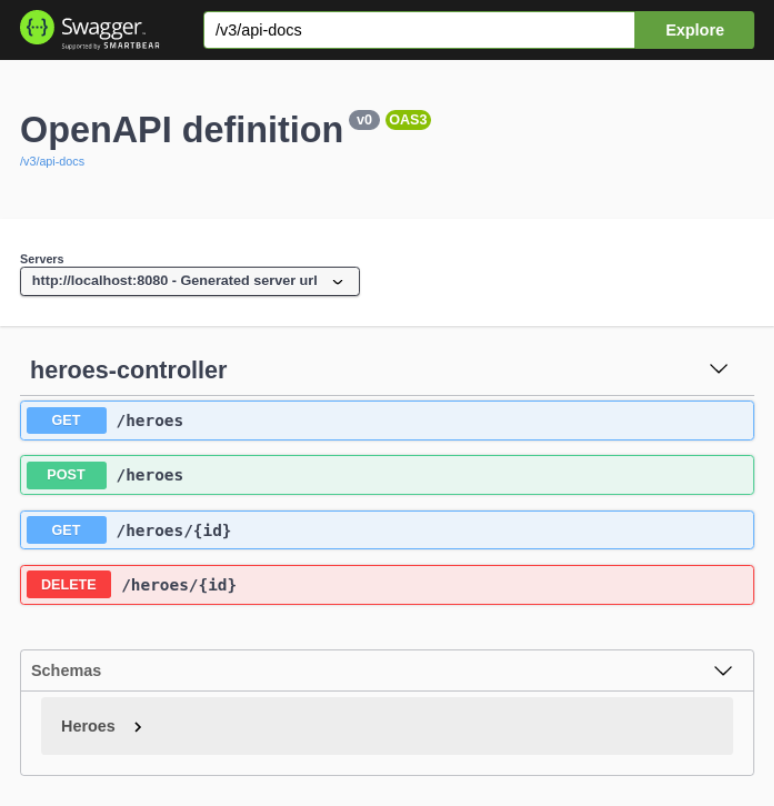 Swagger
Supported by SMARTBEAR
/v3/api-docs
Explore
OpenAPI definition v0 OAS3
/v3/api-docs
Servers
http://localhost:8080 - Generated server url
heroes-controller
GET /heroes
POST /heroes
GET /heroes/{id}
DELETE /heroes/{id}
Schemas
Heroes